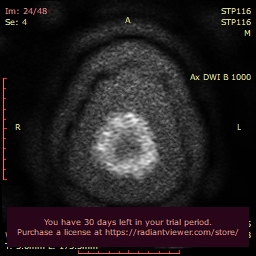 Im: 24/48
Se: 4
STP116
STP116
M
A
Ax DWI B 1000
R
L
You have 30 days left in your trial period.
Purchase a license at https://radiantviewer.com/store/